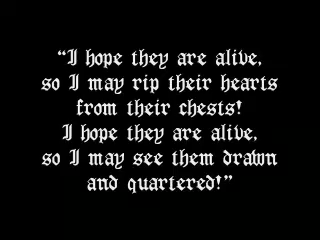 “I hope they are alive,
so I may rip their hearts
from their chests!
I hope they are alive,
so I may see them drawn
and quartered!”